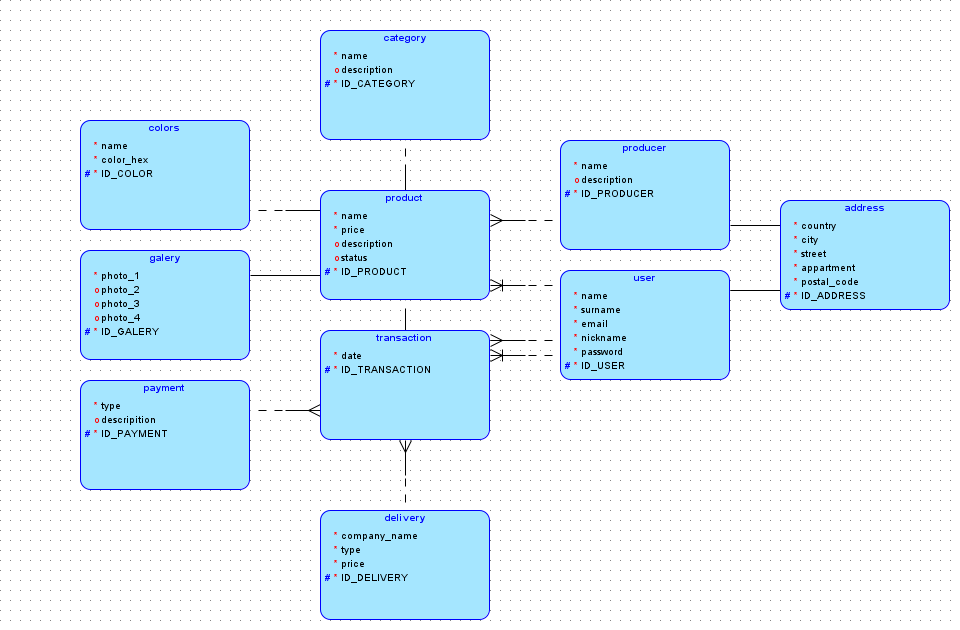 category
* name
o description
# * ID_CATEGORY
colors
* name
* color_hex
# * ID_COLOR
producer
* name
o description
# * ID_PRODUCER
product
* name
* price
o description
o status
# * ID_PRODUCT
address
* country
* city
* street
* appartment
* postal_code
# * ID_ADDRESS
galery
* photo_1
o photo_2
o photo_3
o photo_4
# * ID_GALERY
user
* name
* surname
* email
* nickname
* password
# * ID_USER
transaction
* date
# * ID_TRANSACTION
payment
* type
o descripition
# * ID_PAYMENT
delivery
* company_name
* type
* price
# * ID_DELIVERY